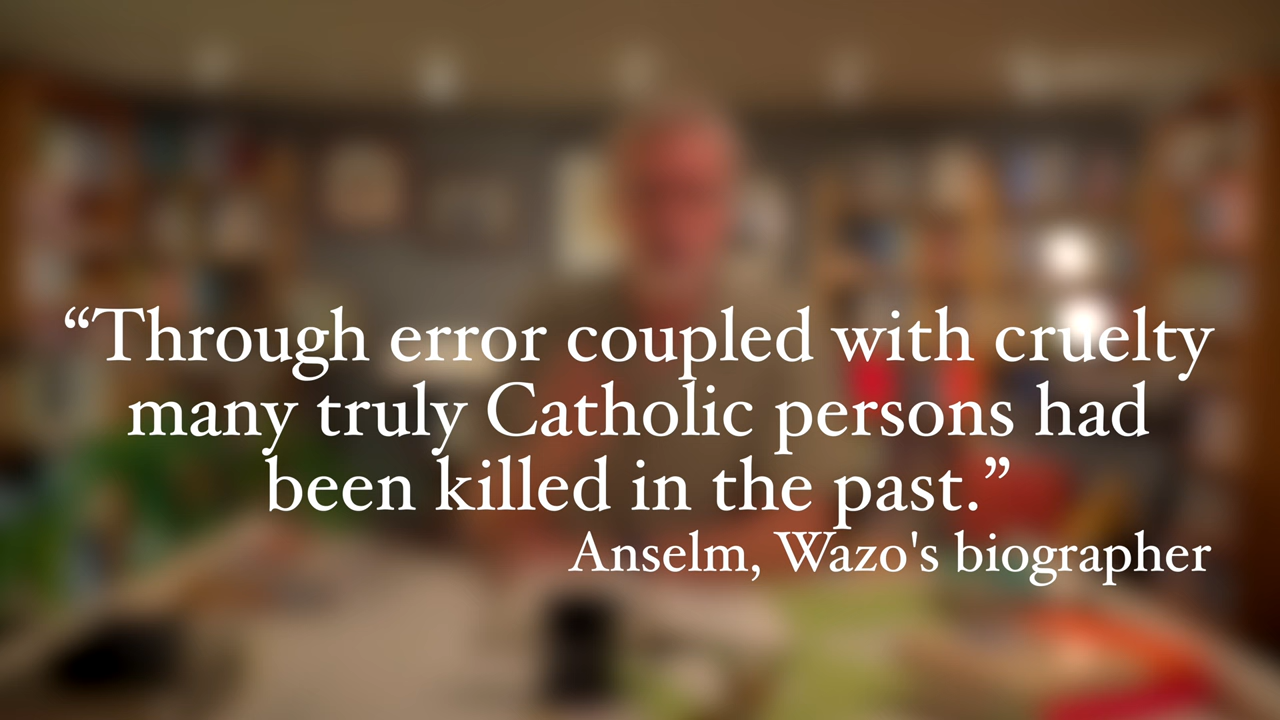 “Through error coupled with cruelty
many truly Catholic persons had
been killed in the past.”
Anselm, Wazo's biographer